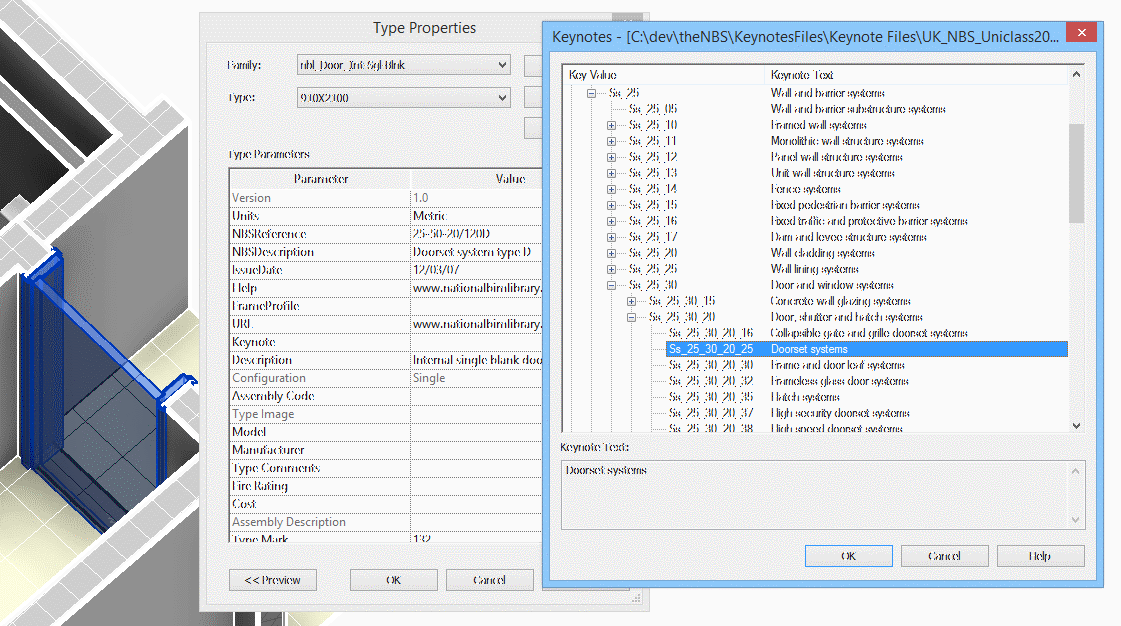 Type Properties
Family:
nbl_Door_Int Sgl Blnk
Type:
910X2100
Type Parameters
Parameter Value
Version 1.0
Units Metric
NBSReference 25-50-20/120D
NBSDescription Doorset system type D
IssueDate 12/03/07
Help www.nationalbimlibrary.
FrameProfile
URL www.nationalbimlibrary.
Keynote
Description Internal single blank doo
Configuration Single
Assembly Code
Type Image
Model
Manufacturer
Type Comments
Fire Rating
Cost
Assembly Description
Type Mark 132
<< Preview OK Cancel
Keynotes - [C:\dev\theNBS\KeynotesFiles\Keynote Files\UK_NBS_Uniclass20...
Key Value Keynote Text
Ss_25 Wall and barrier systems
Ss_25_05 Wall and barrier substructure systems
Ss_25_10 Framed wall systems
Ss_25_11 Monolithic wall structure systems
Ss_25_12 Panel wall structure systems
Ss_25_13 Unit wall structure systems
Ss_25_14 Fence systems
Ss_25_15 Fixed pedestrian barrier systems
Ss_25_16 Fixed traffic and protective barrier systems
Ss_25_17 Dam and levee structure systems
Ss_25_20 Wall cladding systems
Ss_25_25 Wall lining systems
Ss_25_30 Door and window systems
Ss_25_30_15 Concrete wall glazing systems
Ss_25_30_20 Door, shutter and hatch systems
Ss_25_30_20_16 Collapsible gate and grille doorset systems
Ss_25_30_20_25 Doorset systems
Ss_25_30_20_30 Frame and door leaf systems
Ss_25_30_20_32 Frameless glass door systems
Ss_25_30_20_35 Hatch systems
Ss_25_30_20_37 High security doorset systems
Ss_25_30_20_38 High speed doorset systems
Keynote Text:
Doorset systems
OK Cancel Help